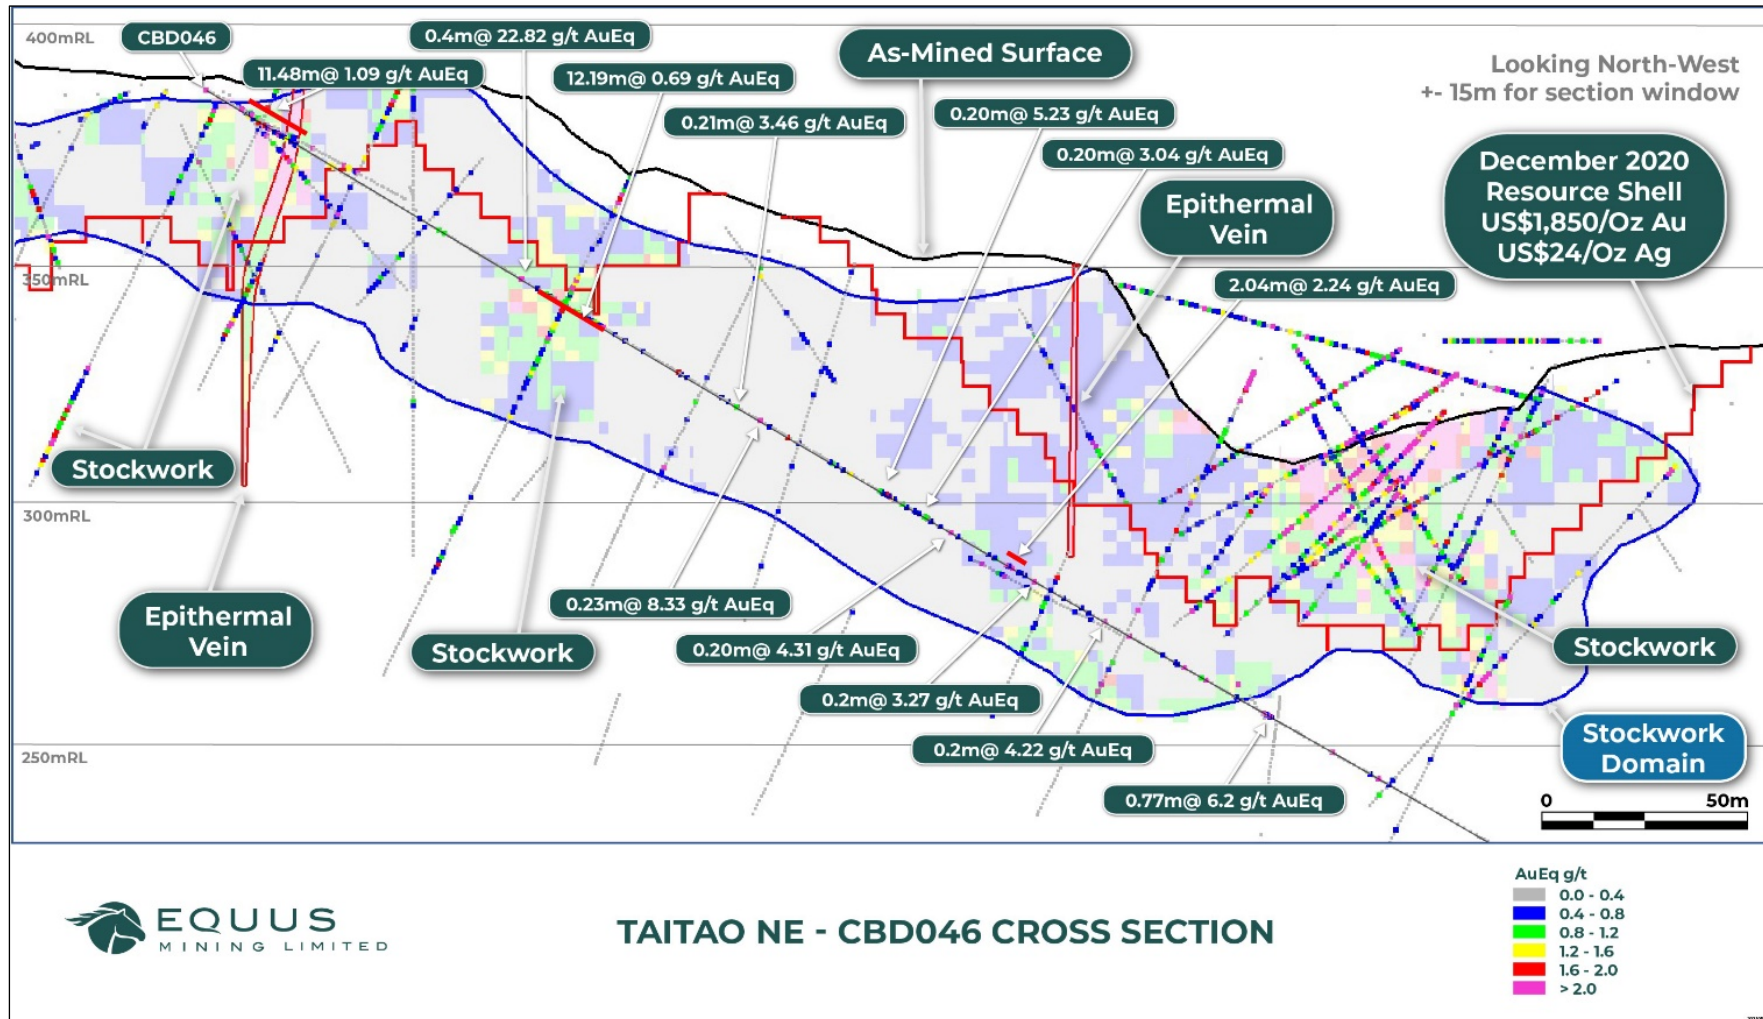 400mRL
CBD046
0.4m@ 22.82 g/t AuEq
11.48m@ 1.09 g/t AuEq
12.19m@ 0.69 g/t AuEq
As-Mined Surface
Looking North-West
+- 15m for section window
0.21m@ 3.46 g/t AuEq
0.20m@ 5.23 g/t AuEq
0.20m@ 3.04 g/t AuEq
December 2020
Resource Shell
US$1,850/Oz Au
US$24/Oz Ag
Epithermal
Vein
350mRL
2.04m@ 2.24 g/t AuEq
Stockwork
300mRL
Epithermal
Vein
Stockwork
0.23m@ 8.33 g/t AuEq
0.20m@ 4.31 g/t AuEq
0.2m@ 3.27 g/t AuEq
0.2m@ 4.22 g/t AuEq
0.77m@ 6.2 g/t AuEq
Stockwork
Stockwork
Domain
250mRL
0 50m
EQUUS
MINING LIMITED
TAITAO NE - CBD046 CROSS SECTION
AuEq g/t
0.0 - 0.4
0.4 - 0.8
0.8 - 1.2
1.2 - 1.6
1.6 - 2.0
> 2.0